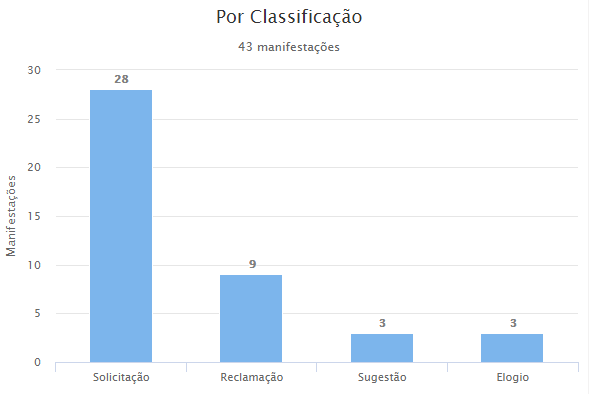 Por Classificação
43 manifestações
Manifestações
30
25
20
15
10
5
0
28
9
3
3
Solicitação
Reclamação
Sugestão
Elogio